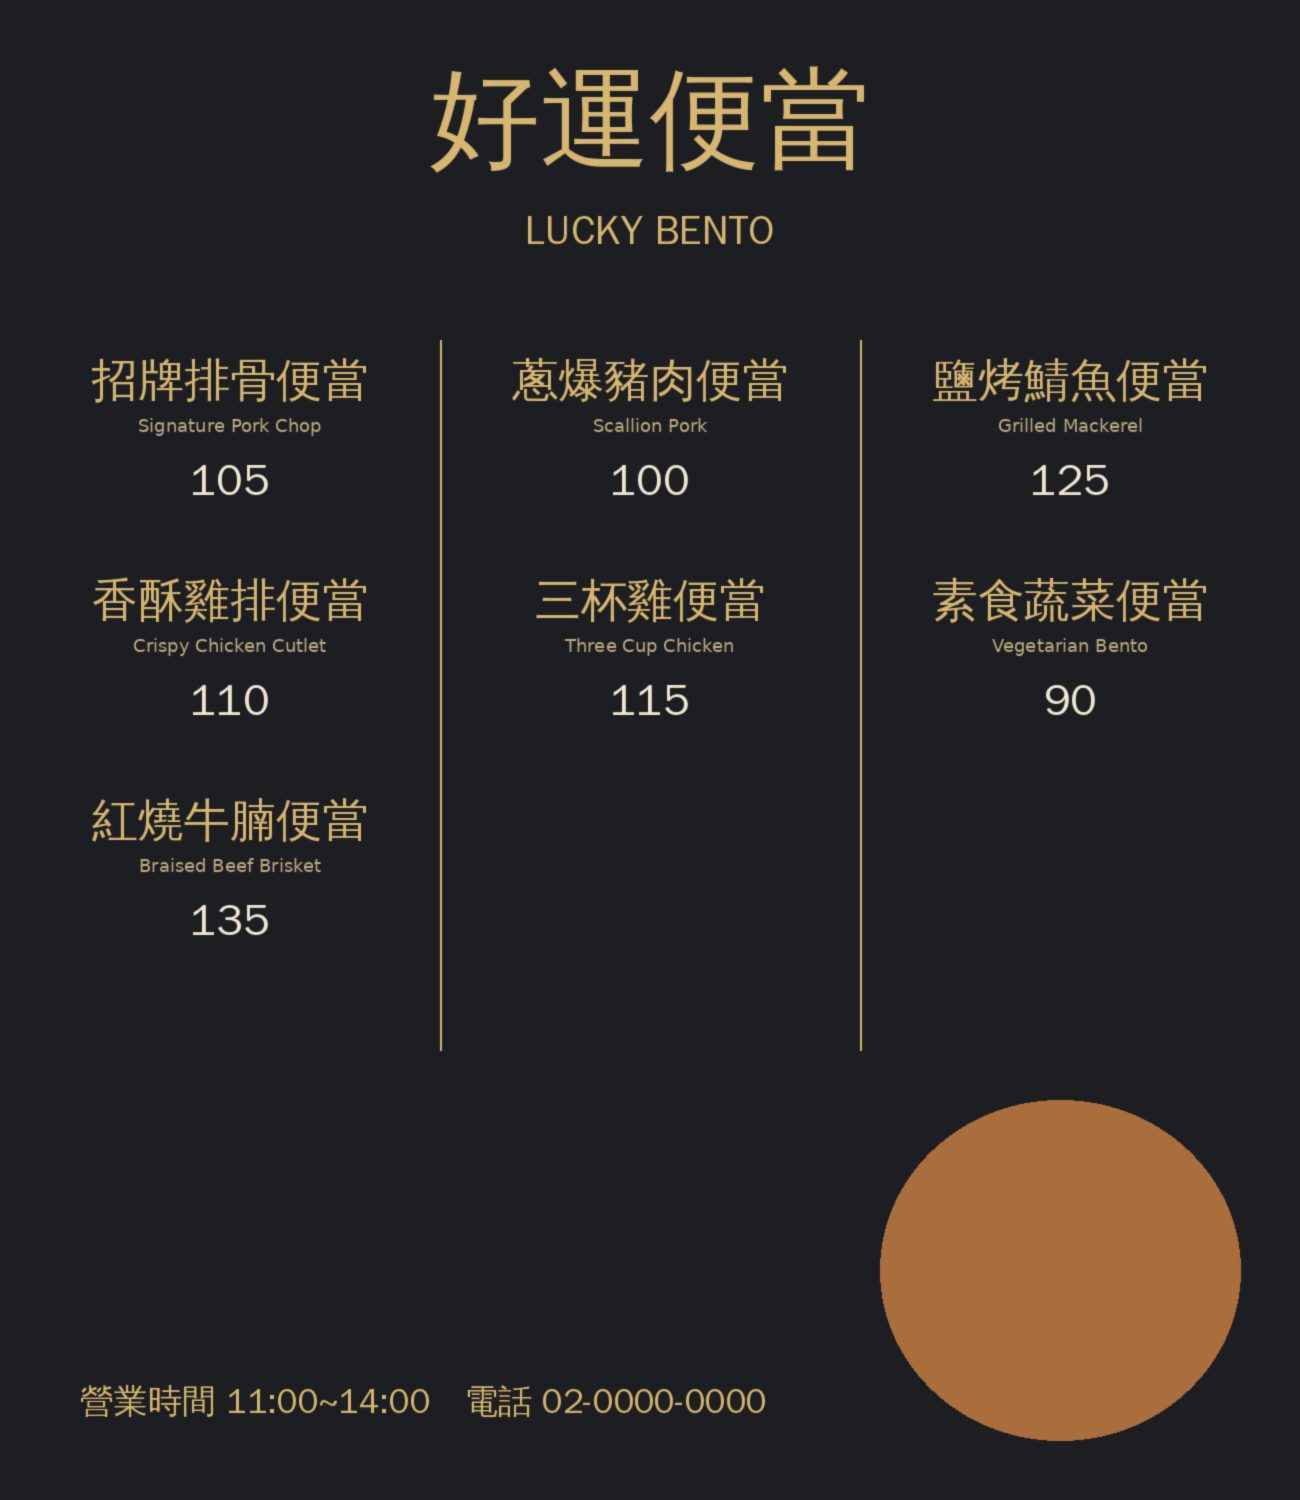 好運便當
LUCKY BENTO
招牌排骨便當
Signature Pork Chop
105
香酥雞排便當
Crispy Chicken Cutlet
110
紅燒牛腩便當
Braised Beef Brisket
135
蔥爆豬肉便當
Scallion Pork
100
三杯雞便當
Three Cup Chicken
115
鹽烤鯖魚便當
Grilled Mackerel
125
素食蔬菜便當
Vegetarian Bento
90
營業時間 11:00~14:00 電話 02-0000-0000